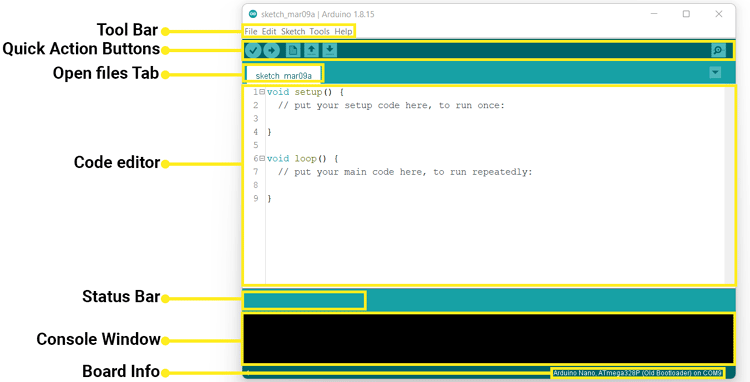 sketch_mar09a | Arduino 1.8.15
Tool Bar
File Edit Sketch Tools Help
Quick Action Buttons
Open files Tab
sketch_mar09a
1 void setup() {
2 // put your setup code here, to run once:
3
4 }
5
6 void loop() {
7 // put your main code here, to run repeatedly:
8
9 }
Code editor
Status Bar
Console Window
Board Info
Arduino Nano, ATmega328P (Old Bootloader) on COM9